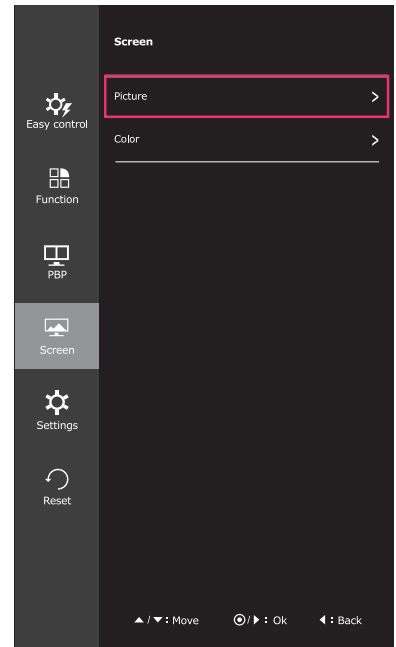 Screen
Picture >
Color >
Easy control
Function
PBP
Screen
Settings
Reset
▲/▼: Move ⦿/▶: Ok ◀: Back